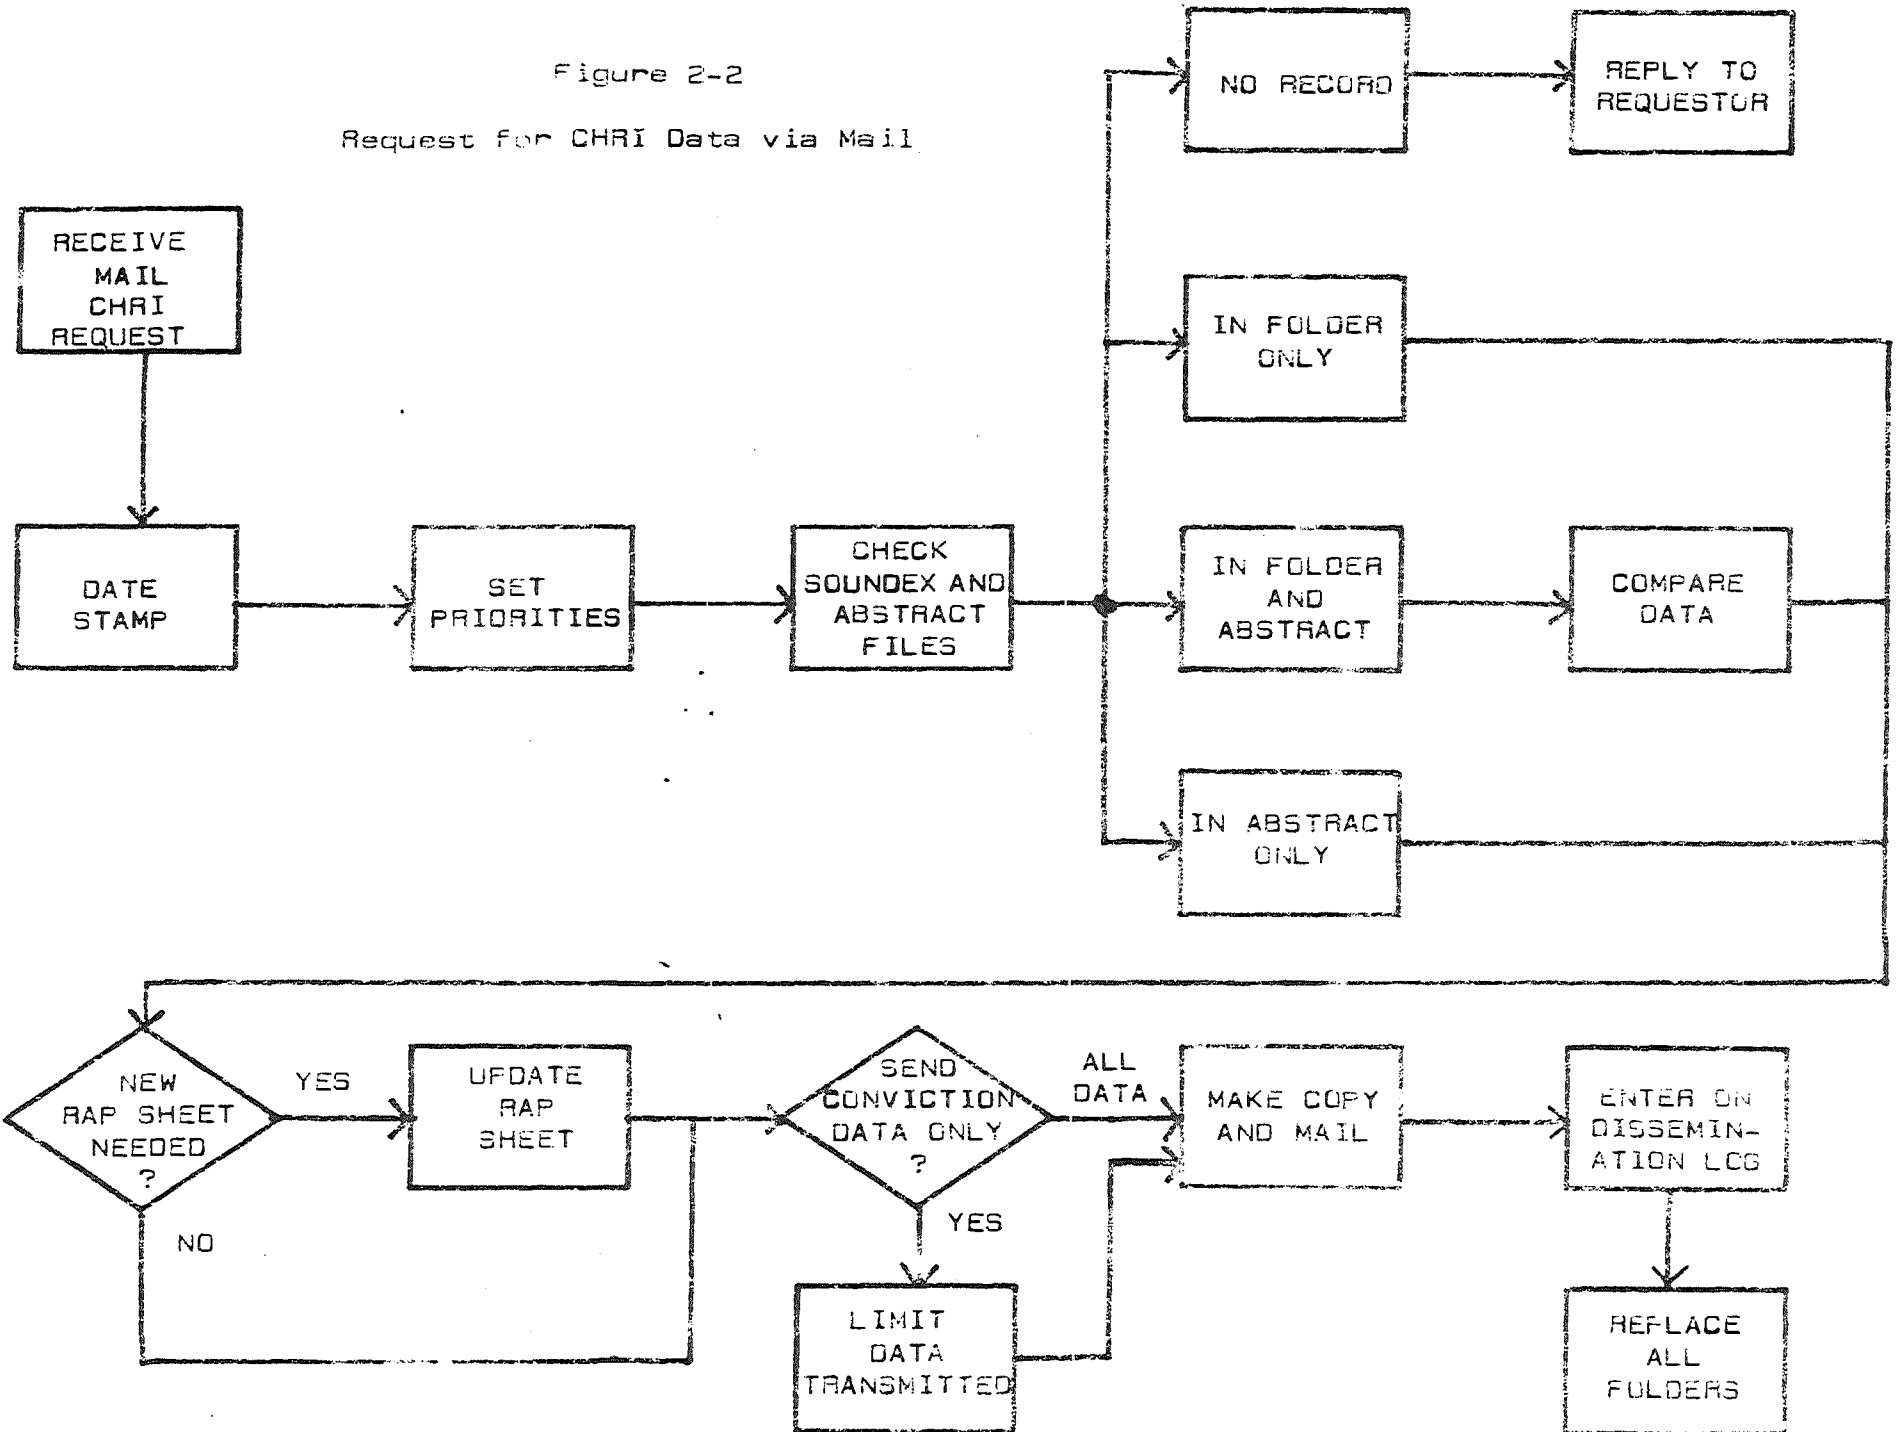 Figure 2-2
Request for CHRI Data via Mail
RECEIVE
MAIL
CHRI
REQUEST
DATE
STAMP
SET
PRIORITIES
CHECK
SOUNDEX AND
ABSTRACT
FILES
NO RECORD
REPLY TO
REQUESTOR
IN FOLDER
ONLY
IN FOLDER
AND
ABSTRACT
COMPARE
DATA
IN ABSTRACT
ONLY
NEW
RAP SHEET
NEEDED
?
YES
NO
UPDATE
RAP
SHEET
SEND
CONVICTION
DATA ONLY
?
ALL
DATA
YES
LIMIT
DATA
TRANSMITTED
MAKE COPY
AND MAIL
ENTER ON
DISSEMIN-
ATION LOG
REPLACE
ALL
FOLDERS